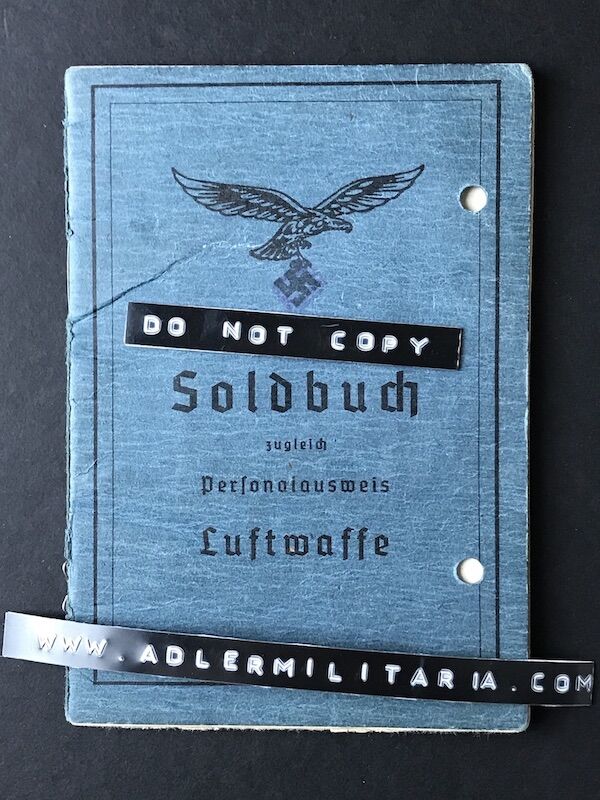 DO NOT COPY
Soldbuch
zugleich
Personalausweis
Luftwaffe
WWW.ADLERMILITARIA.COM